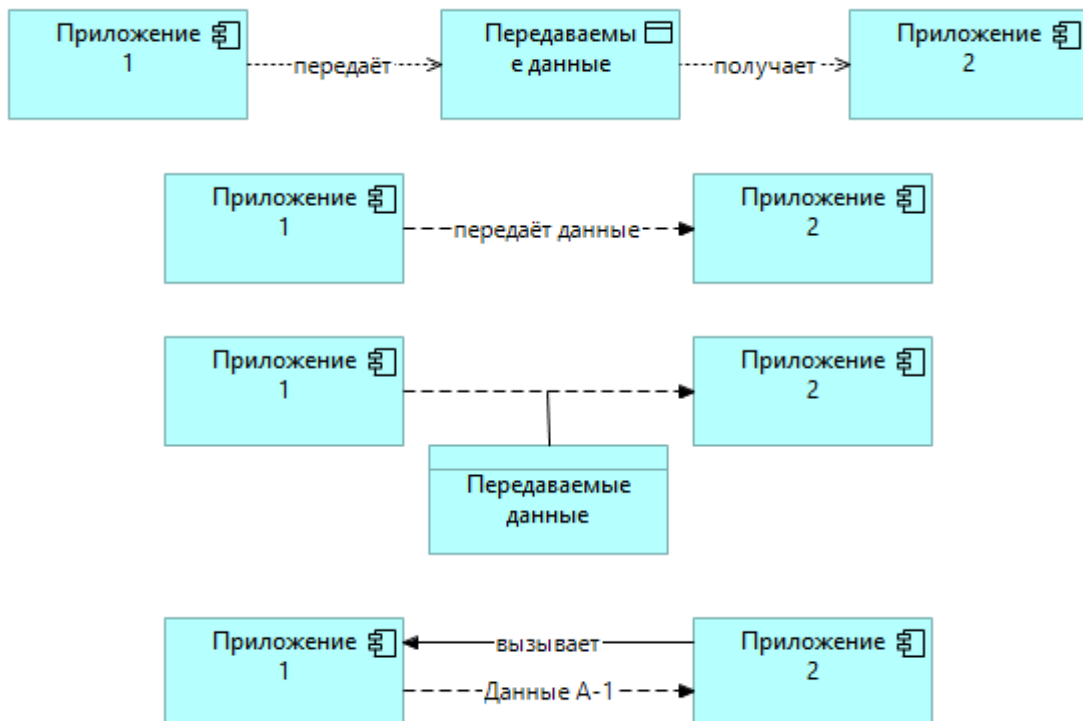 Приложение
1
передаёт
Передаваемы
е данные
получает
Приложение
2
Приложение
1
передаёт данные
Приложение
2
Приложение
1
Приложение
2
Передаваемые
данные
Приложение
1
вызывает
Данные А-1
Приложение
2